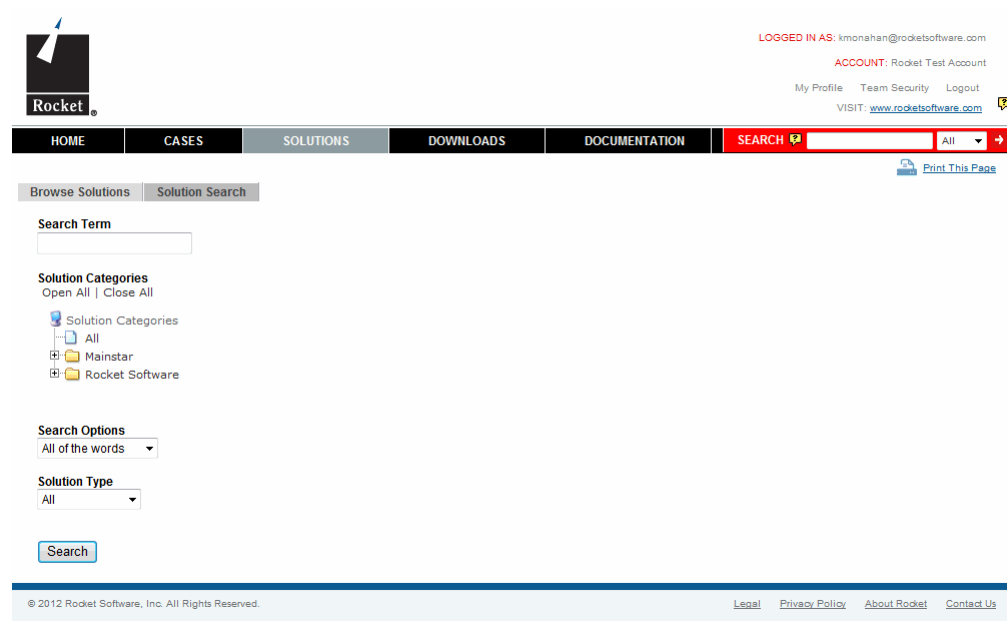 Rocket ®
LOGGED IN AS: kmonahan@rocketsoftware.com
ACCOUNT: Rocket Test Account
My Profile Team Security Logout
VISIT: www.rocketsoftware.com
HOME CASES SOLUTIONS DOWNLOADS DOCUMENTATION SEARCH All
Print This Page
Browse Solutions Solution Search
Search Term
Solution Categories
Open All | Close All
Solution Categories
All
Mainstar
Rocket Software
Search Options
All of the words
Solution Type
All
Search
© 2012 Rocket Software, Inc. All Rights Reserved. Legal Privacy Policy About Rocket Contact Us